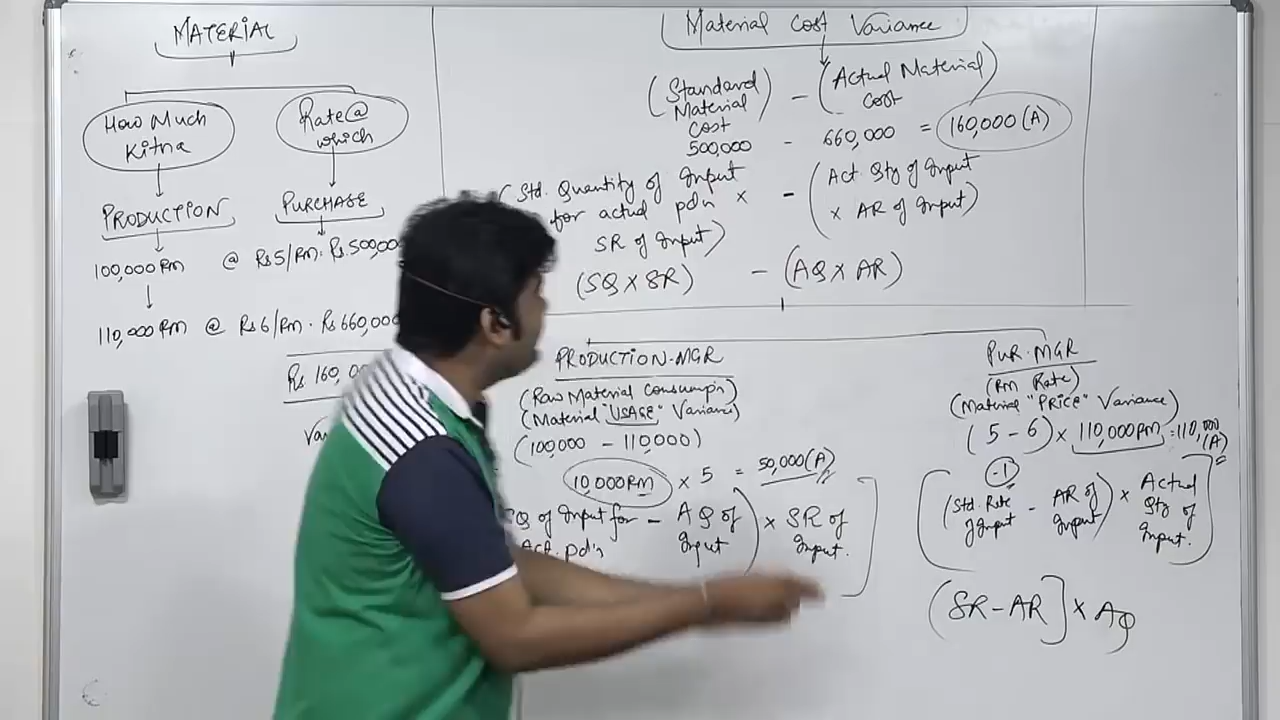 MATERIAL
How Much
Kitna
Rate@
which
PRODUCTION
PURCHASE
100,000 RM @ Rs 5/RM. Rs. 500,000
110,000 RM @ Rs 6/RM. Rs 660,000
Rs 160,0
Material Cost Variance
(Standard
Material
Cost)
- (Actual Material
Cost)
500,000 - 660,000 = 160,000 (A)
(Std. Quantity of Input
for actual pdn x
SR of Input)
- (Act. Qty of Input
x AR of Input)
(SQ x SR) - (AQ x AR)
PRODUCTION.MGR
(Raw Material Consumpn)
(Material "USAGE" Variance)
(100,000 - 110,000)
10,000 RM x 5 = 50,000 (A)
SQ of Input for
Act. pdn
- AQ of
Input)
x SR of
Input.]
PUR.MGR
(RM Rate)
(Material "PRICE" Variance)
(5 - 6) x 110,000 RM = 110,000
(A)
-1
[(Std. Rate
of Input
- AR of
Input)
x Actual
Qty of
Input.]
(SR - AR] x AQ